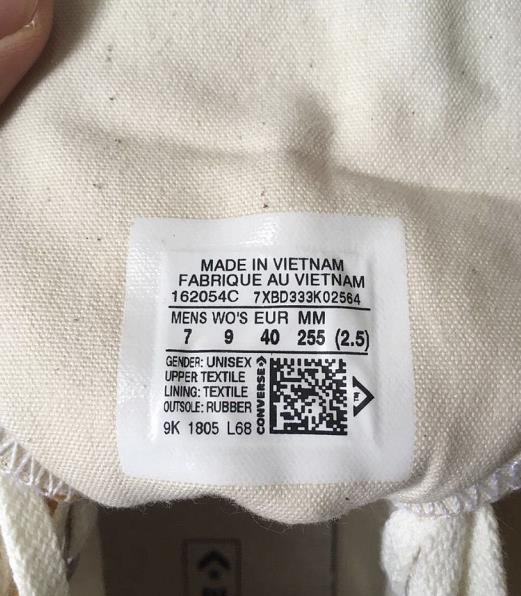 MADE IN VIETNAM
FABRIQUE AU VIETNAM
162054C 7XBD333K02564
MENS WO'S EUR MM
7 9 40 255 (2.5)
GENDER: UNISEX
UPPER TEXTILE
LINING: TEXTILE
OUTSOLE: RUBBER
CONVERSE
9K 1805 L68